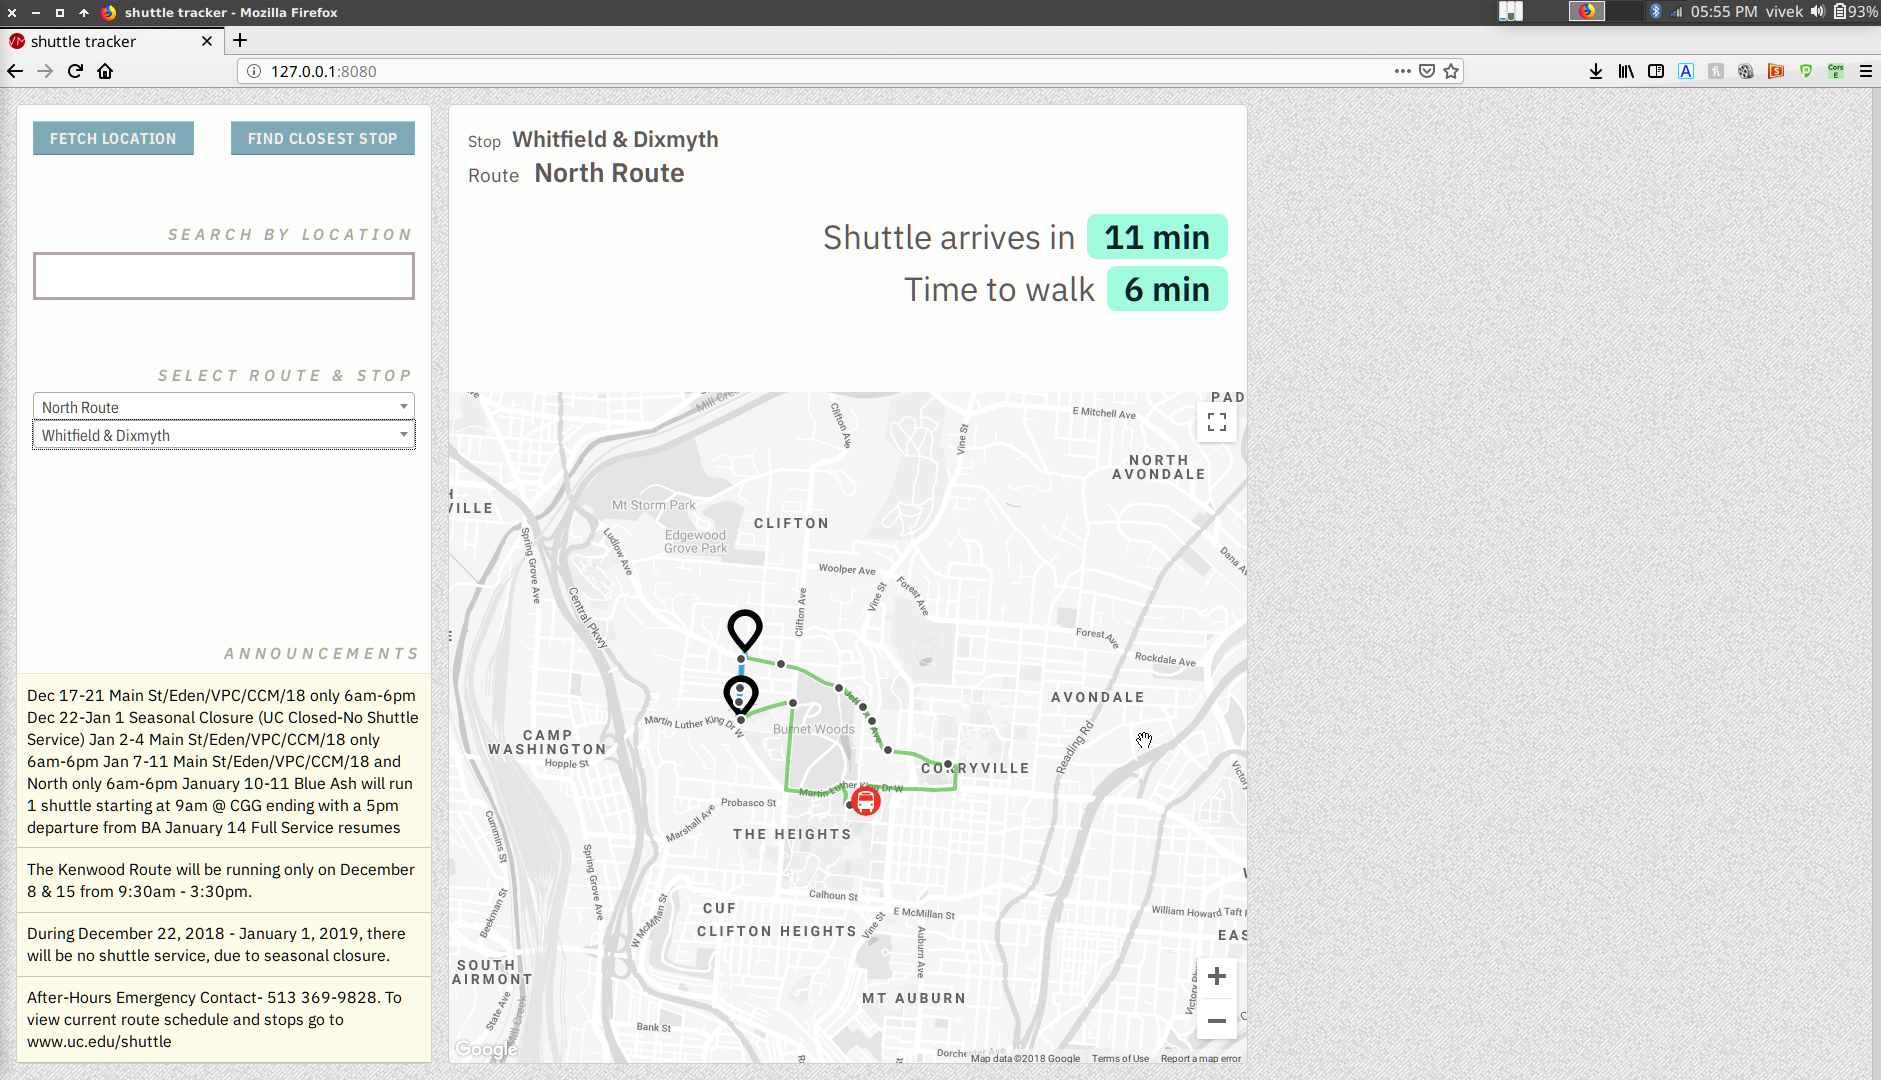 shuttle tracker - Mozilla Firefox
05:55 PM vivek 93%
shuttle tracker
127.0.0.1:8080
FETCH LOCATION
FIND CLOSEST STOP
SEARCH BY LOCATION
SELECT ROUTE & STOP
North Route
Whitfield & Dixmyth
ANNOUNCEMENTS
Dec 17-21 Main St/Eden/VPC/CCM/18 only 6am-6pm
Dec 22-Jan 1 Seasonal Closure (UC Closed-No Shuttle
Service) Jan 2-4 Main St/Eden/VPC/CCM/18 only
6am-6pm Jan 7-11 Main St/Eden/VPC/CCM/18 and
North only 6am-6pm January 10-11 Blue Ash will run
1 shuttle starting at 9am @ CGG ending with a 5pm
departure from BA January 14 Full Service resumes
The Kenwood Route will be running only on December
8 & 15 from 9:30am - 3:30pm.
During December 22, 2018 - January 1, 2019, there
will be no shuttle service, due to seasonal closure.
After-Hours Emergency Contact- 513 369-9828. To
view current route schedule and stops go to
www.uc.edu/shuttle
Stop Whitfield & Dixmyth
Route North Route
Shuttle arrives in 11 min
Time to walk 6 min
PAD
Mill Creek
Clifton Ave
E Mitchell Ave
Vine St
NORTH
AVONDALE
VILLE
Mt Storm Park
CLIFTON
Edgewood
Grove Park
Spring Grove Ave
Ludlow Ave
Dana Av
Woolper Ave
Central Pkwy
Clifton Ave
Vine St
Forest Ave
Forest Ave
Rockdale Ave
AVONDALE
Martin Luther King Dr W
Burnet Woods
CAMP
WASHINGTON
Hopple St
Reading Rd
CORRYVILLE
Martin Luther King Dr W
Probasco St
Marshall Ave
THE HEIGHTS
Cummins St
Spring Grove Ave
Calhoun St
CUF
E McMillan St
William Howard Taft
Beekman St
W McMillan St
CLIFTON HEIGHTS
Vine St
Auburn Ave
EAS
SOUTH
AIRMONT
MT AUBURN
State Ave
Mill Creek
Bank St
Dorchester Ave
Google
Map data ©2018 Google
Terms of Use
Report a map error